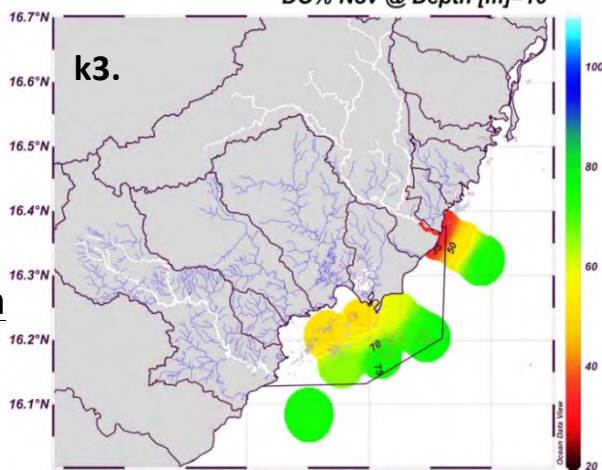 DO% Nov @ Depth [m]=10
16.7°N
k3.
100
16.6°N
16.5°N
80
16.4°N
50
60
16.3°N
16.2°N
70
40
75
16.1°N
Ocean Data View
20